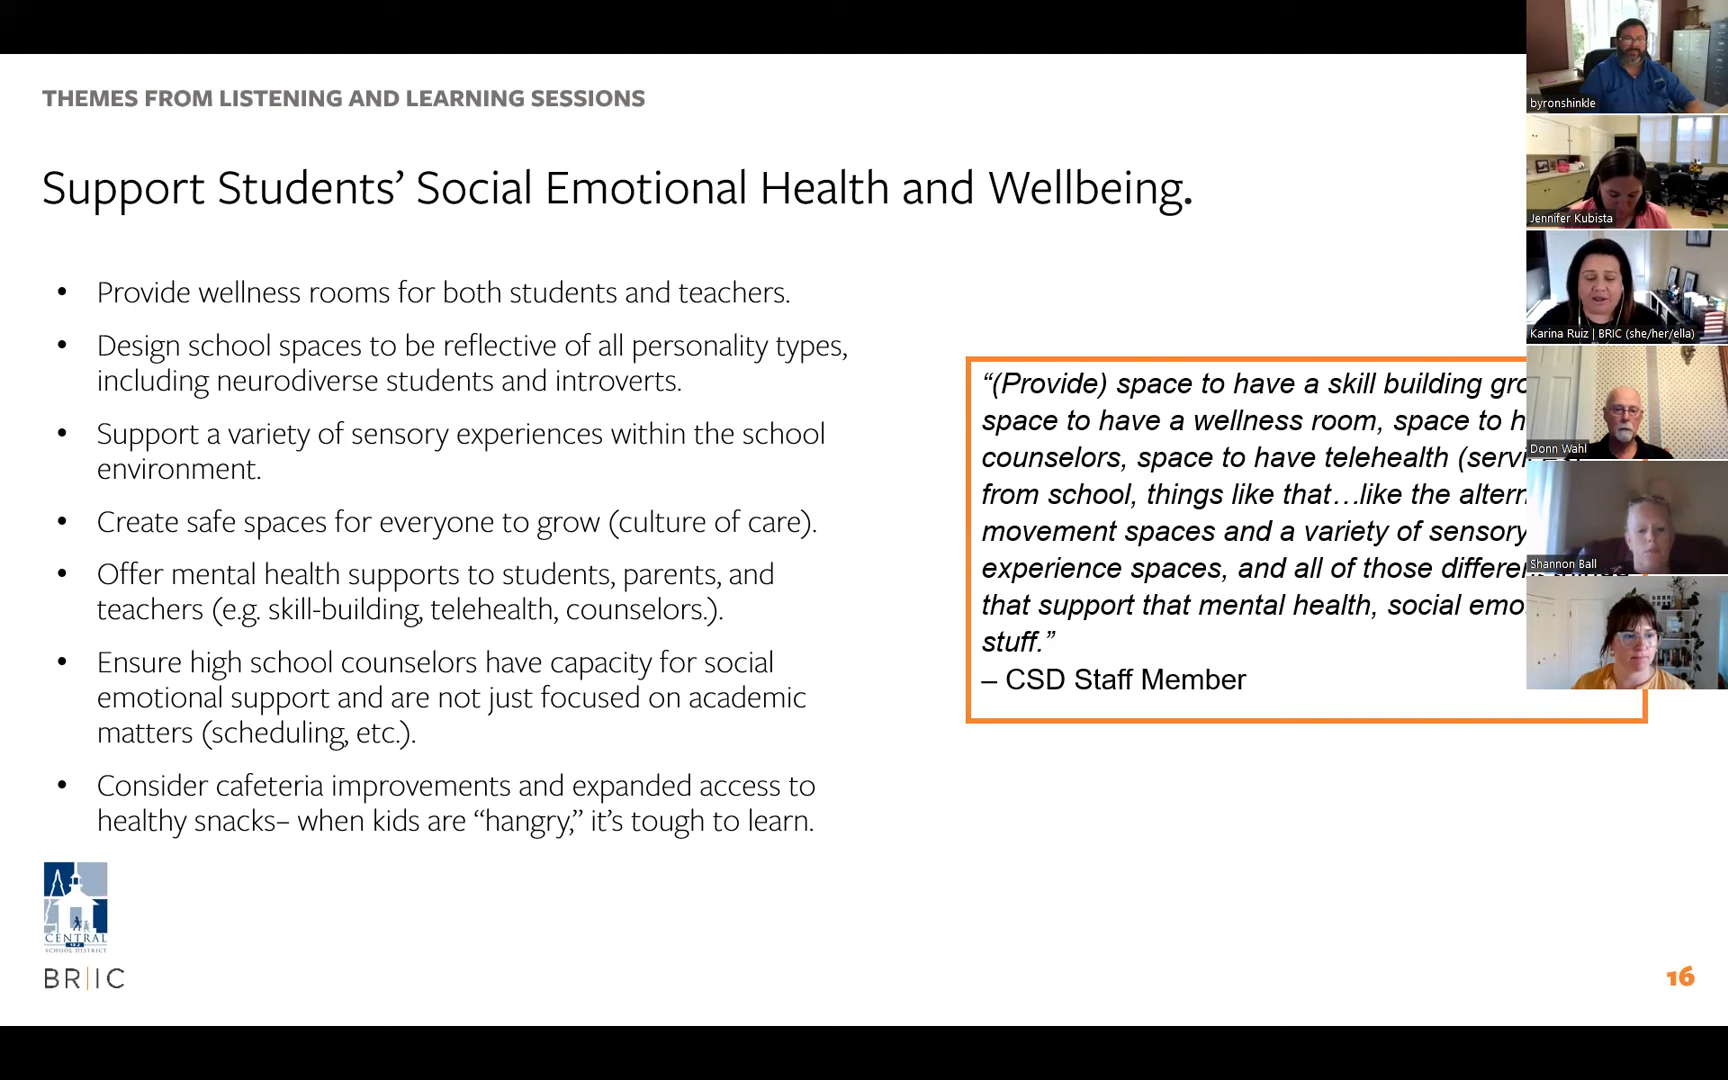 THEMES FROM LISTENING AND LEARNING SESSIONS
Support Students’ Social Emotional Health and Wellbeing.
• Provide wellness rooms for both students and teachers.
• Design school spaces to be reflective of all personality types,
including neurodiverse students and introverts.
• Support a variety of sensory experiences within the school
environment.
• Create safe spaces for everyone to grow (culture of care).
• Offer mental health supports to students, parents, and
teachers (e.g. skill-building, telehealth, counselors.).
• Ensure high school counselors have capacity for social
emotional support and are not just focused on academic
matters (scheduling, etc.).
• Consider cafeteria improvements and expanded access to
healthy snacks– when kids are “hangry,” it’s tough to learn.
“(Provide) space to have a skill building
space to have a wellness room, space to
counselors, space to have telehealth
from school, things like that…like the
movement spaces and a variety of sensory
experience spaces, and all of those
that support that mental health, social
stuff.”
– CSD Staff Member
CENTRAL
SCHOOL DISTRICT
BR|IC
16
byronshinkle
Jennifer Kubista
Karina Ruiz | BRIC (she/her/ella)
Donn Wahl
Shannon Ball